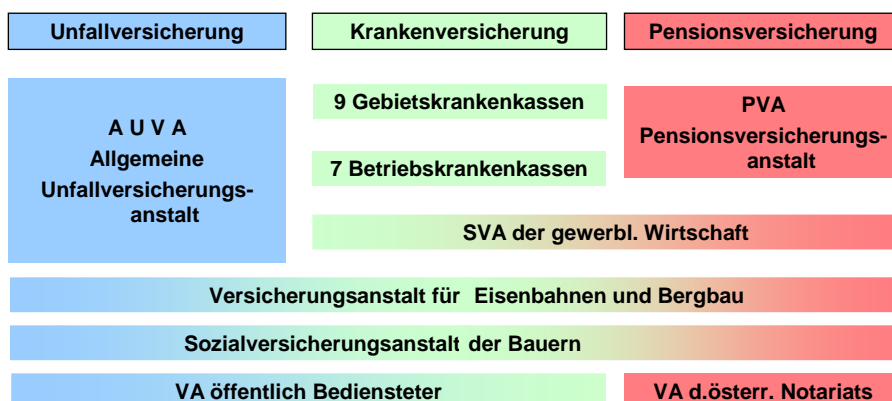 Unfallversicherung
Krankenversicherung
Pensionsversicherung
A U V A
Allgemeine
Unfallversicherungs-
anstalt
9 Gebietskrankenkassen
7 Betriebskrankenkassen
PVA
Pensionsversicherungs-
anstalt
SVA der gewerbl. Wirtschaft
Versicherungsanstalt für Eisenbahnen und Bergbau
Sozialversicherungsanstalt der Bauern
VA öffentlich Bediensteter
VA d.österr. Notariats